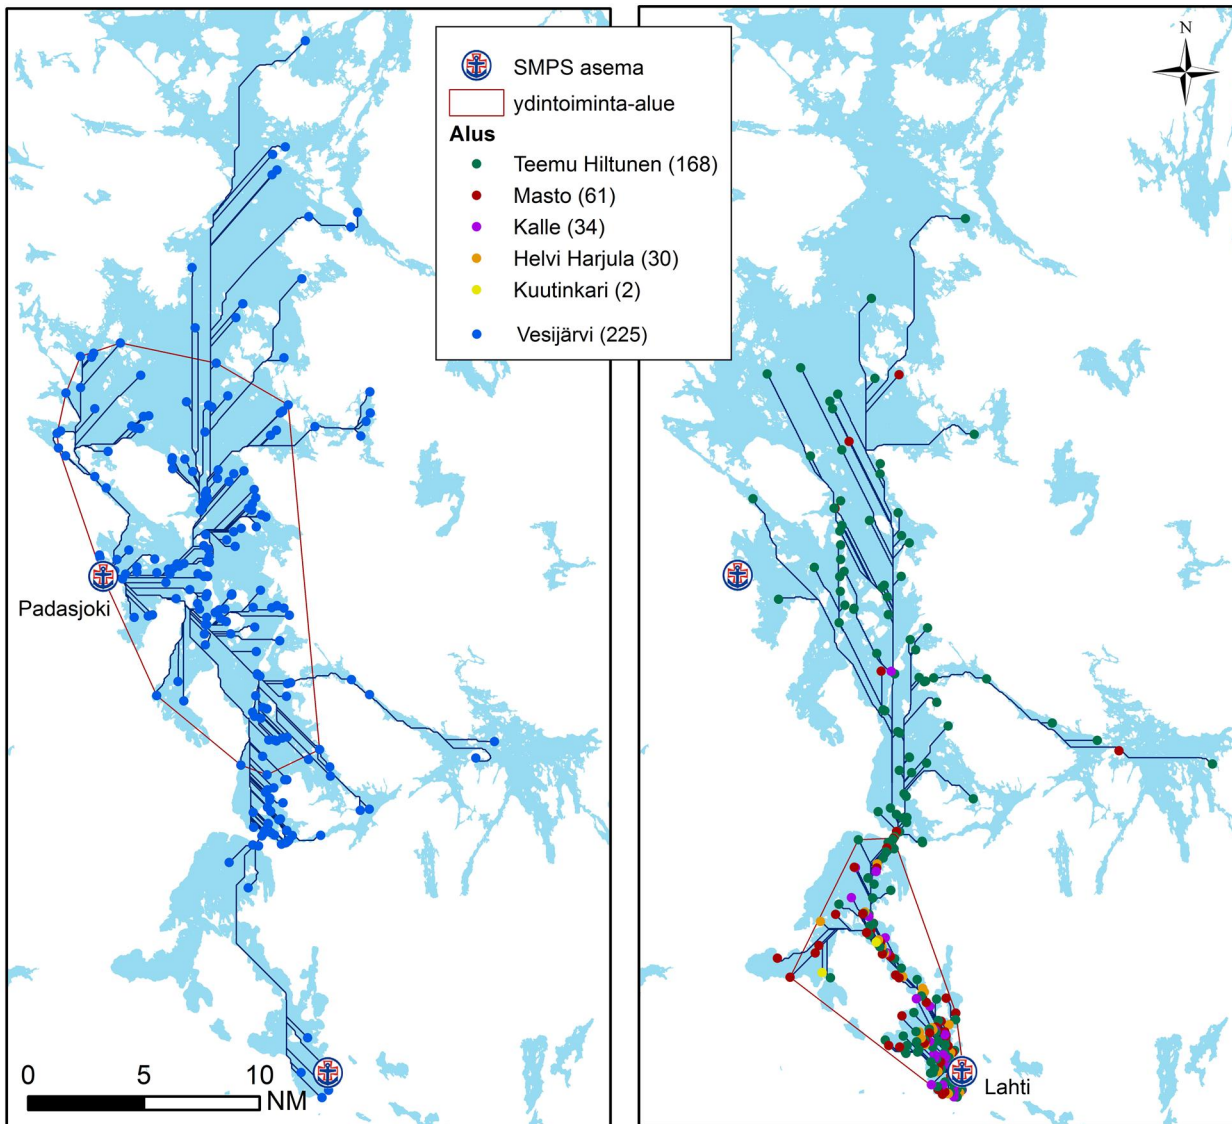 SMPS asema
ydintoiminta-alue
Alus
Teemu Hiltunen (168)
Masto (61)
Kalle (34)
Helvi Harjula (30)
Kuutinkari (2)
Vesijärvi (225)
N
Padasjoki
0 5 10
NM
Lahti